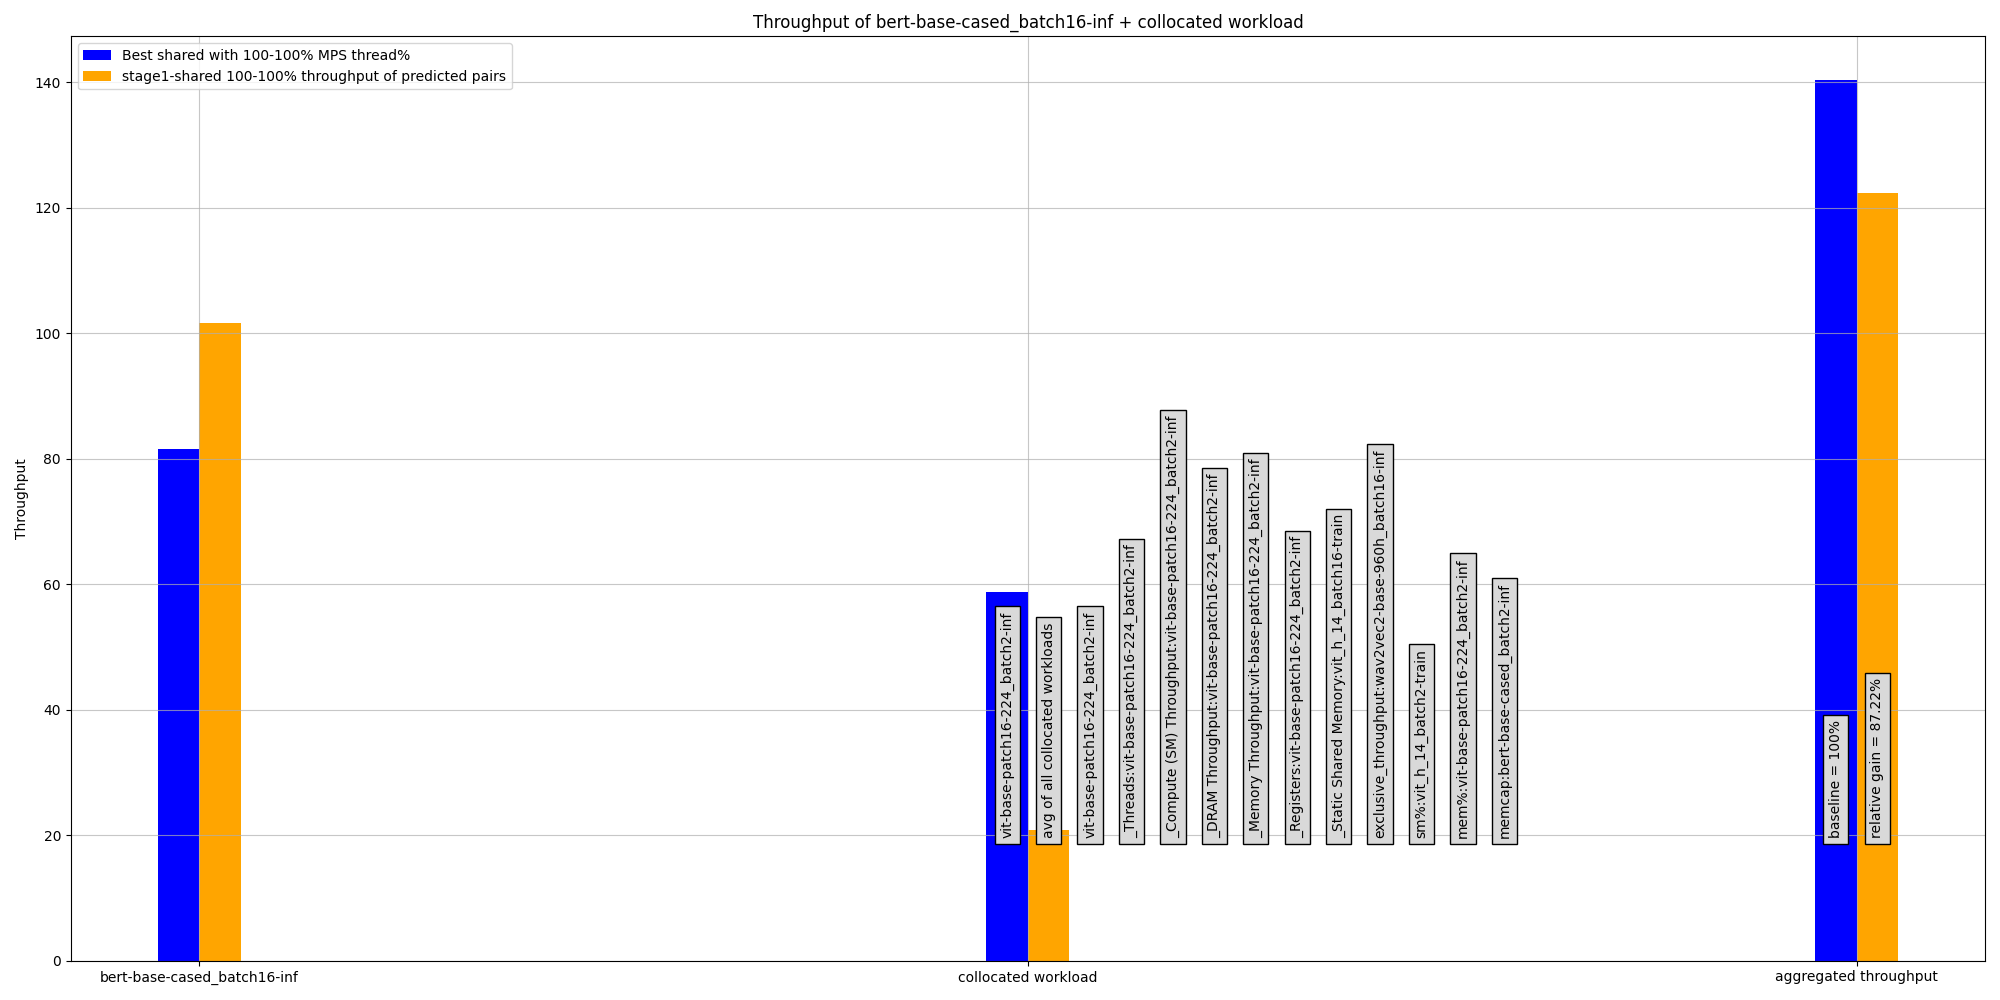 Throughput of bert-base-cased_batch16-inf + collocated workload
Best shared with 100-100% MPS thread%
stage1-shared 100-100% throughput of predicted pairs
Throughput
140
120
100
80
60
40
20
0
vit-base-patch16-224_batch2-inf
avg of all collocated workloads
vit-base-patch16-224_batch2-inf
_Threads:vit-base-patch16-224_batch2-inf
_Compute (SM) Throughput:vit-base-patch16-224_batch2-inf
_DRAM Throughput:vit-base-patch16-224_batch2-inf
_Memory Throughput:vit-base-patch16-224_batch2-inf
_Registers:vit-base-patch16-224_batch2-inf
_Static Shared Memory:vit_h_14_batch16-train
exclusive_throughput:wav2vec2-base-960h_batch16-inf
sm%:vit_h_14_batch2-train
mem%:vit-base-patch16-224_batch2-inf
memcap:bert-base-cased_batch2-inf
baseline = 100%
relative gain = 87.22%
bert-base-cased_batch16-inf
collocated workload
aggregated throughput